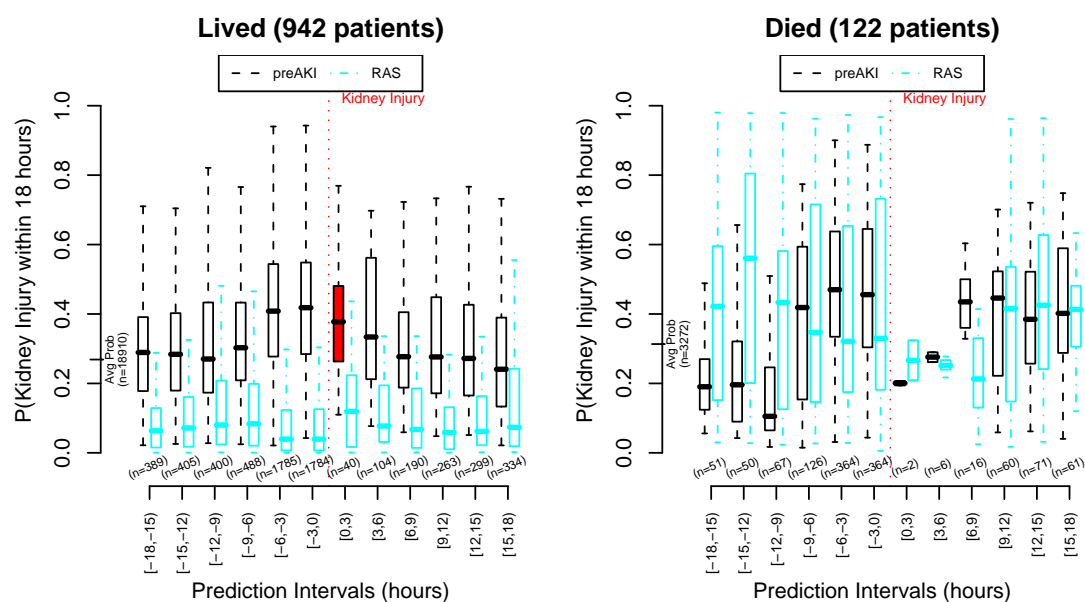 Lived (942 patients)
preAKI RAS
Kidney Injury
P(Kidney Injury within 18 hours)
0.0 0.2 0.4 0.6 0.8 1.0
Avg Prob
(n=18910)
(n=389) (n=405) (n=400) (n=488) (n=1785) (n=1784) (n=40) (n=104) (n=190) (n=263) (n=299) (n=334)
[−18,−15) [−15,−12) [−12,−9) [−9,−6) [−6,−3) [−3,0) [0,3) [3,6) [6,9) [9,12) [12,15) [15,18)
Prediction Intervals (hours)
Died (122 patients)
preAKI RAS
Kidney Injury
P(Kidney Injury within 18 hours)
0.0 0.2 0.4 0.6 0.8 1.0
Avg Prob
(n=3272)
(n=51) (n=50) (n=67) (n=126) (n=364) (n=364) (n=2) (n=6) (n=16) (n=60) (n=71) (n=61)
[−18,−15) [−15,−12) [−12,−9) [−9,−6) [−6,−3) [−3,0) [0,3) [3,6) [6,9) [9,12) [12,15) [15,18)
Prediction Intervals (hours)